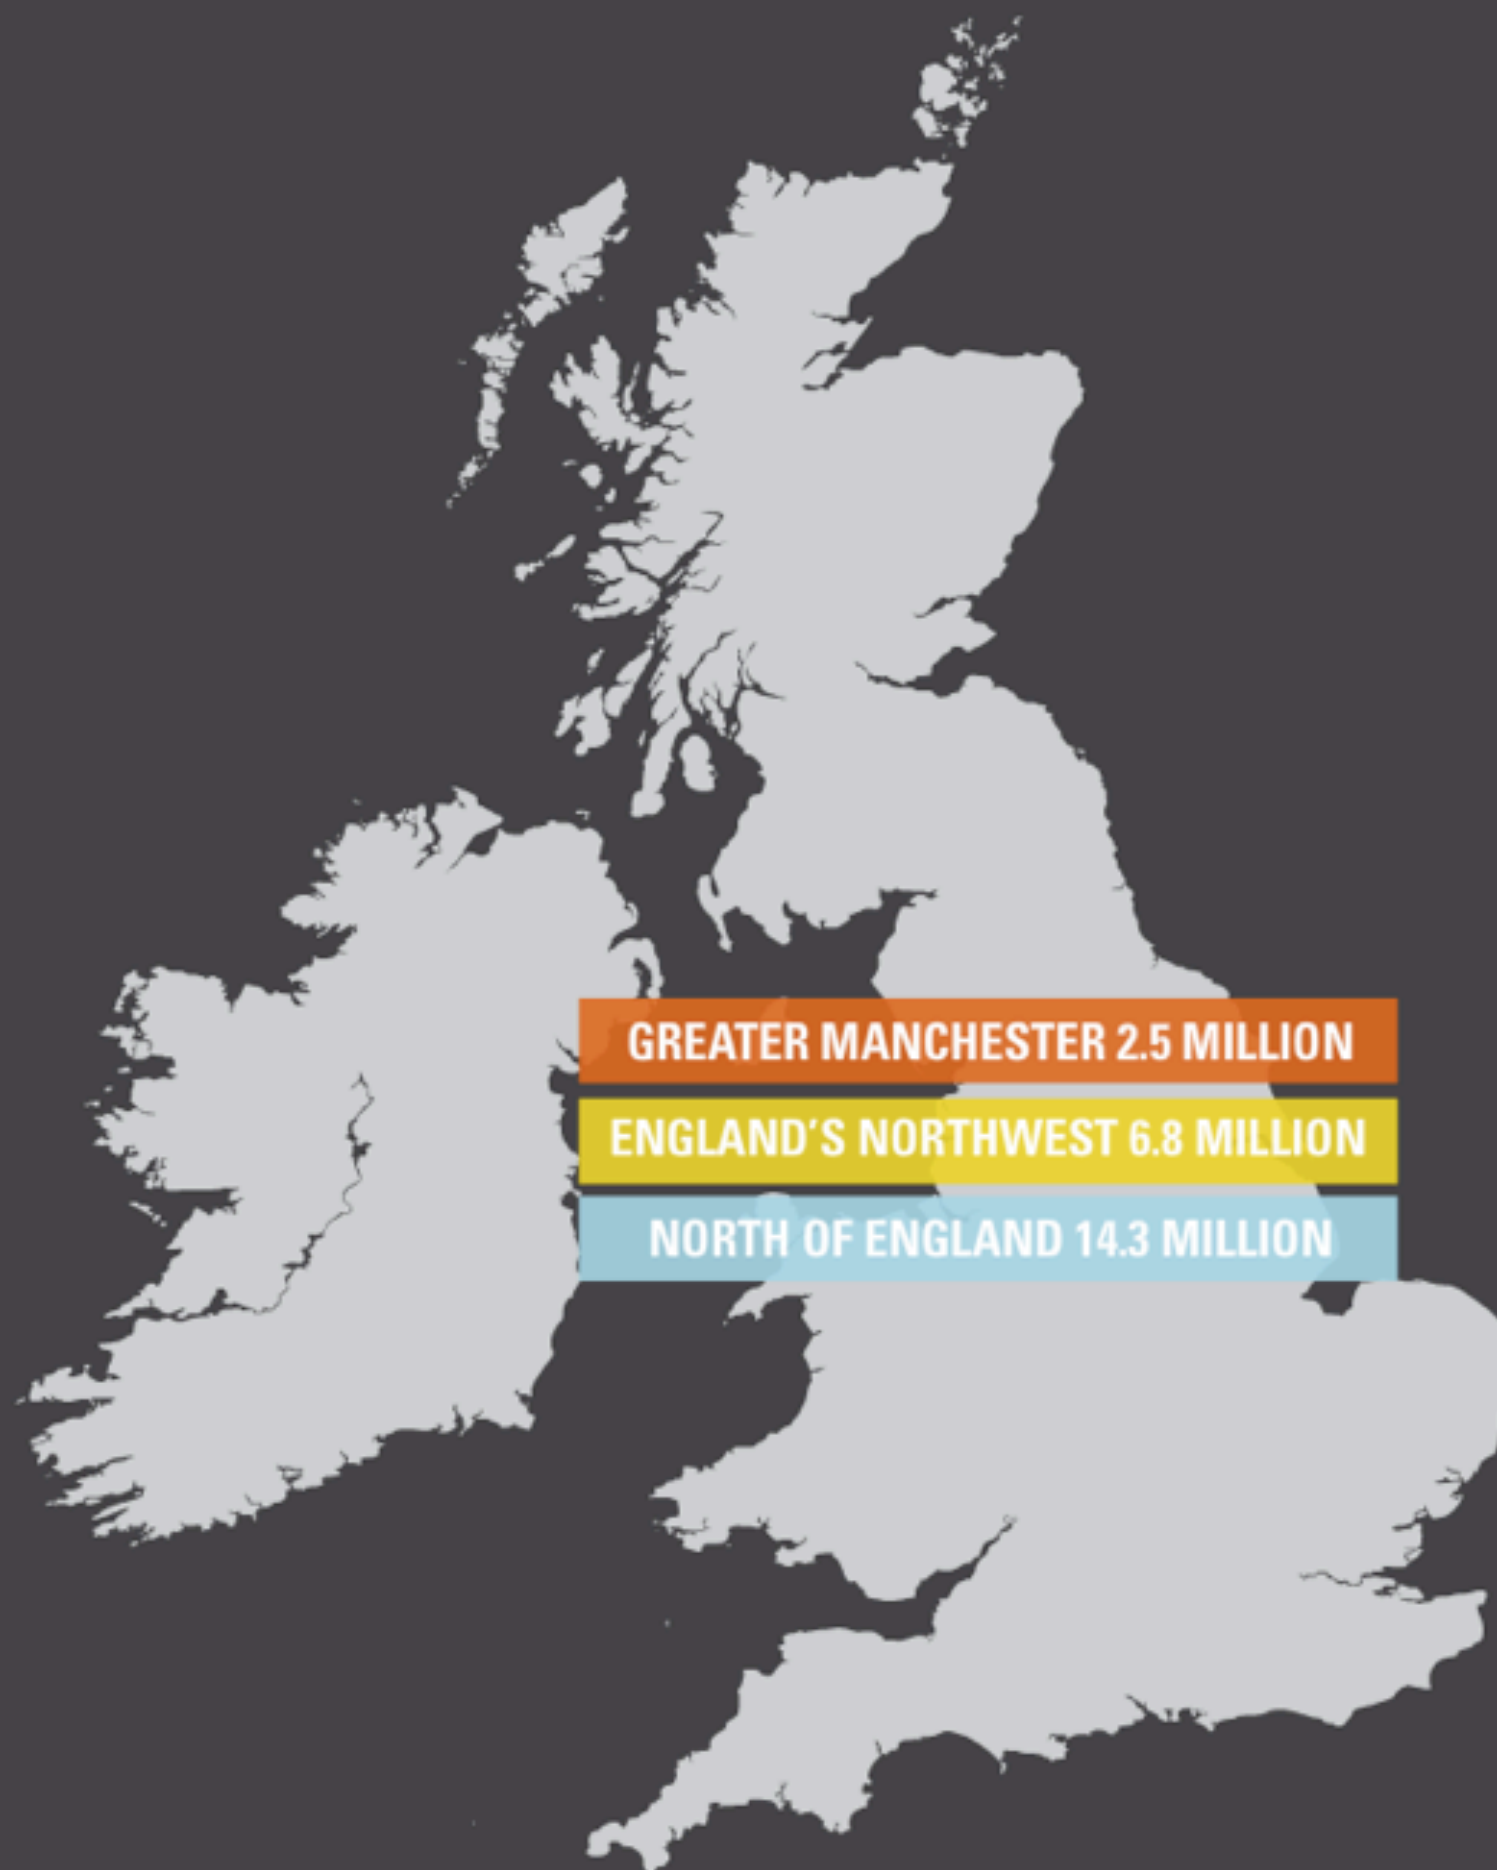 GREATER MANCHESTER 2.5 MILLION
ENGLAND'S NORTHWEST 6.8 MILLION
NORTH OF ENGLAND 14.3 MILLION